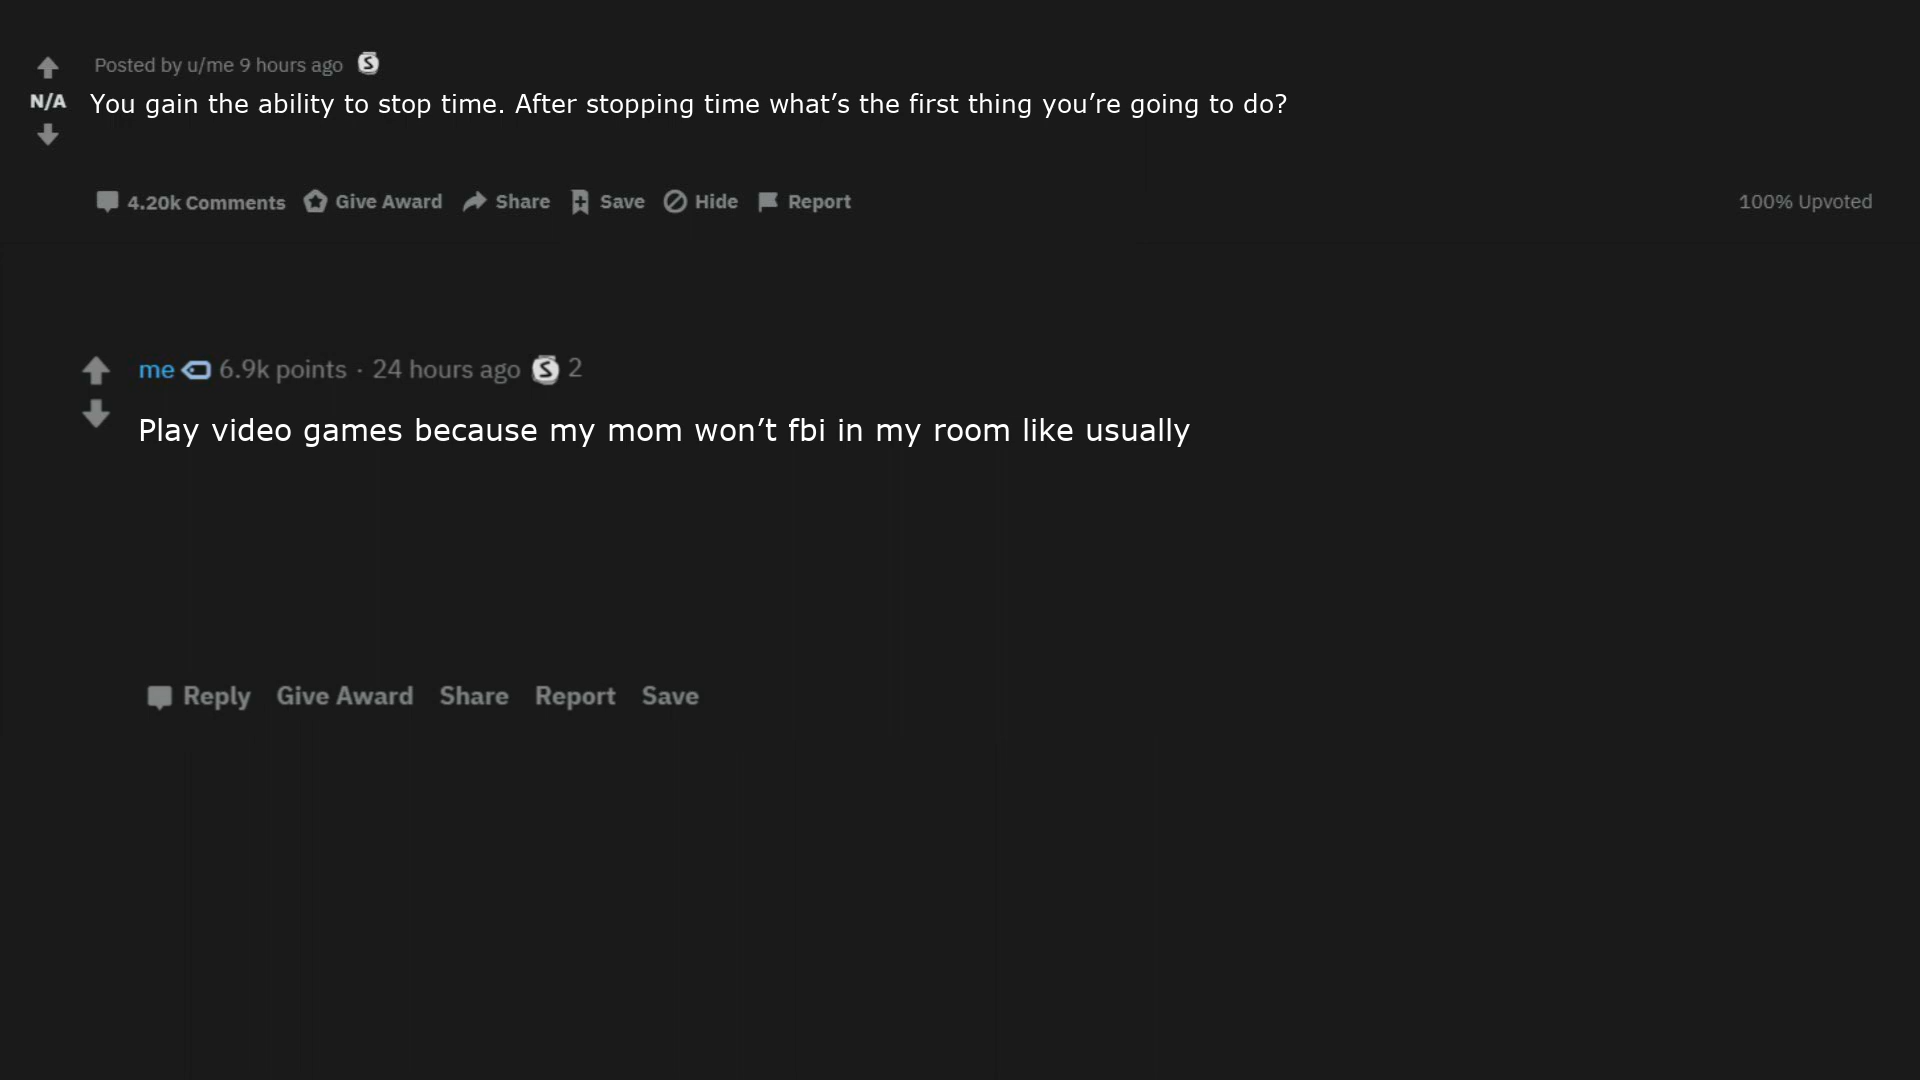 Posted by u/me 9 hours ago
N/A You gain the ability to stop time. After stopping time what’s the first thing you’re going to do?
4.20k Comments Give Award Share Save Hide Report 100% Upvoted
me 6.9k points · 24 hours ago S 2
Play video games because my mom won’t fbi in my room like usually
Reply Give Award Share Report Save